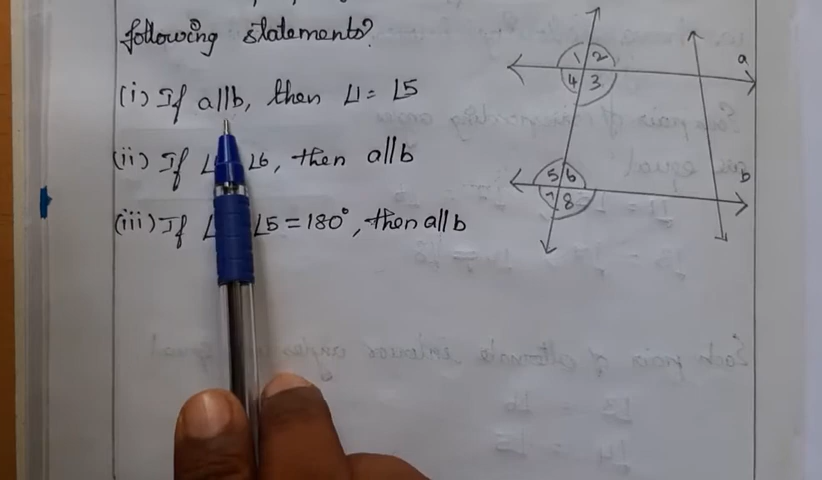 following statements?
(i) If a||b, then ∠1 = ∠5
(ii) If ∠ ∠6, then a||b
(iii) If ∠ ∠5 = 180°, then a||b
1 2
4 3
a
5 6
7 8
b